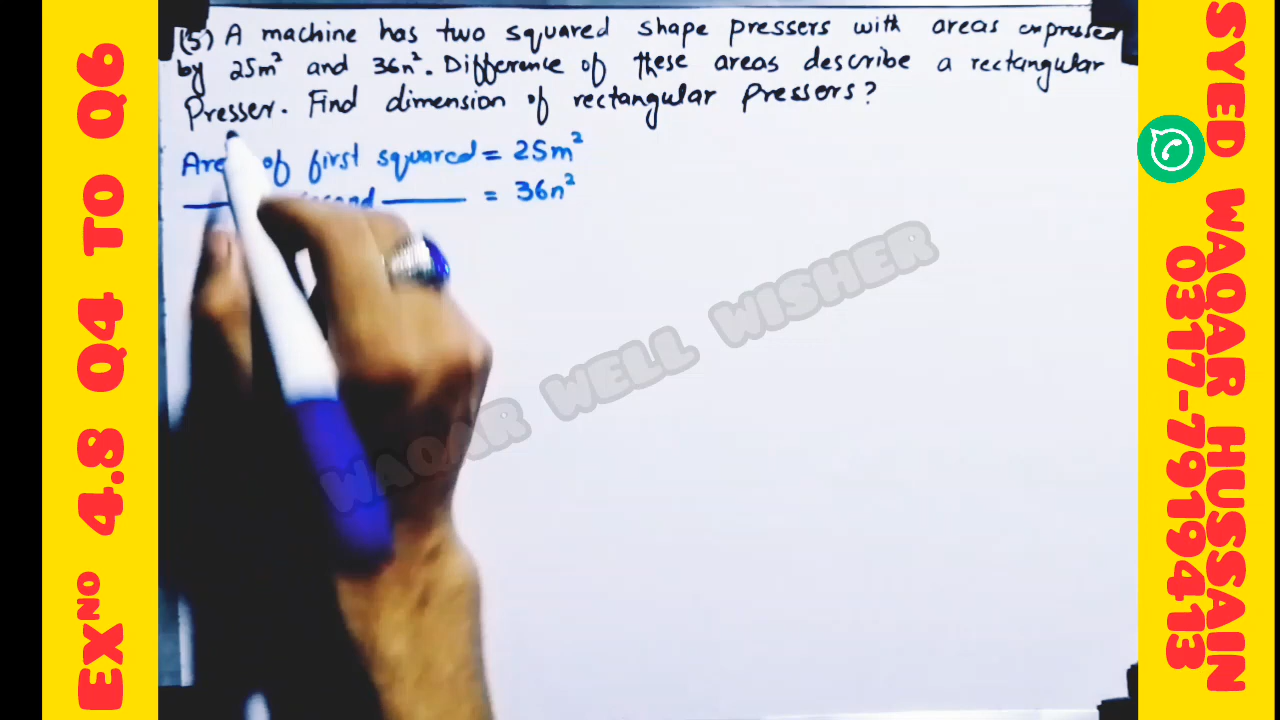 EXNO 4.8 Q4 TO Q6
(5) A machine has two squared shape pressers with areas expressed
by 25m² and 36n². Difference of these areas describe a rectangular
Presser. Find dimension of rectangular Pressers?
Area of first squared = 25m²
second = 36n²
WAQAR WELL WISHER
SYED WAQAR HUSSAIN
0317-7919413